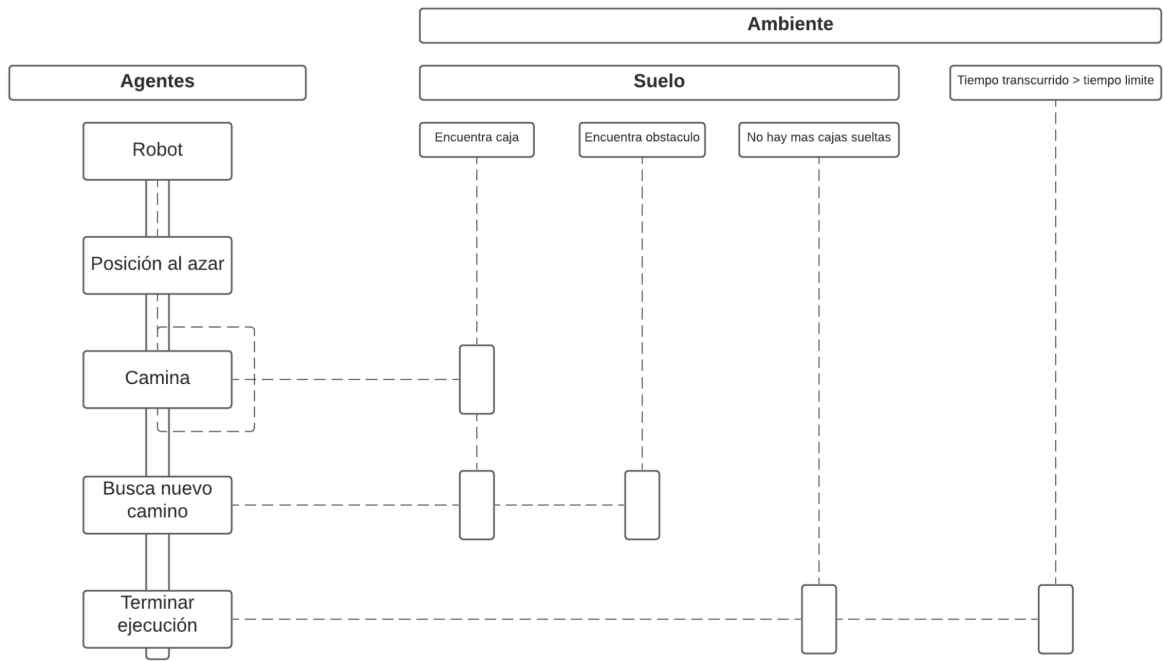 Ambiente
Agentes
Suelo
Tiempo transcurrido > tiempo limite
Encuentra caja
Encuentra obstaculo
No hay mas cajas sueltas
Robot
Posición al azar
Camina
Busca nuevo
camino
Terminar
ejecución